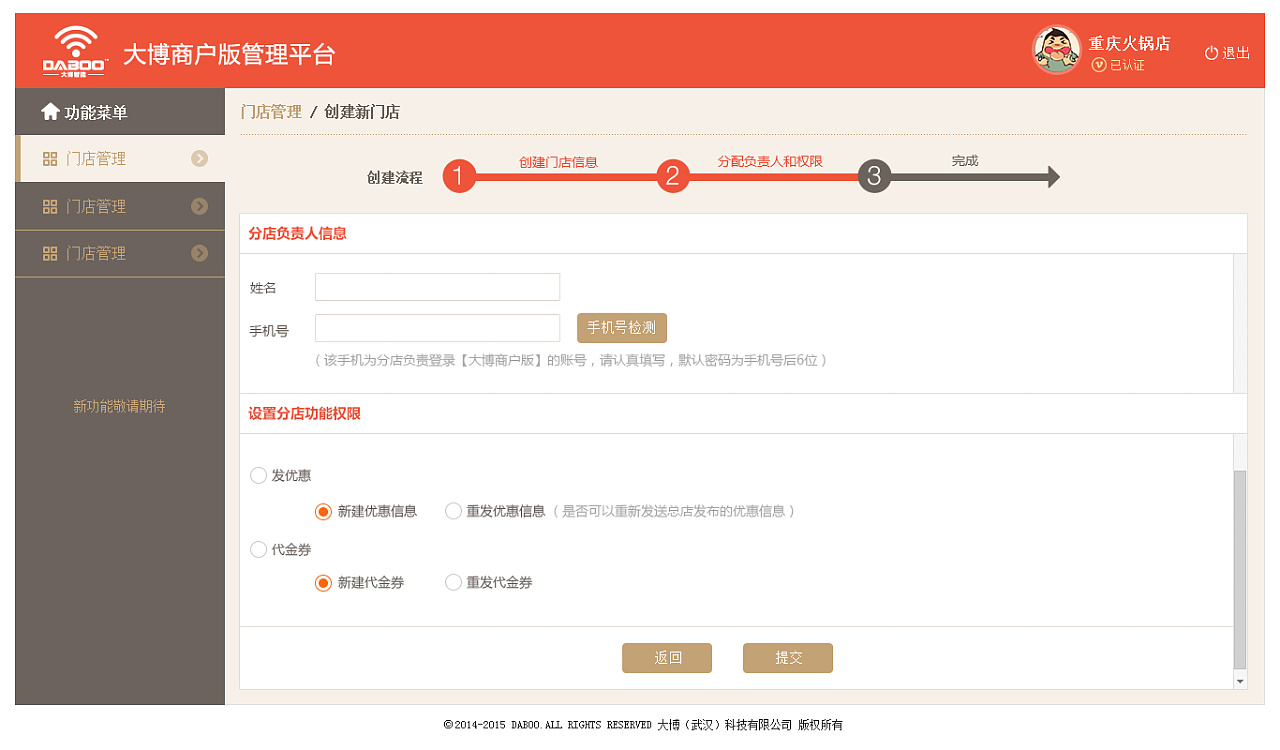 DABOO™
大博智能
大博商户版管理平台
重庆火锅店
V 已认证
退出
功能菜单
门店管理 / 创建新门店
门店管理
门店管理
门店管理
新功能敬请期待
创建流程
1
创建门店信息
2
分配负责人和权限
3
完成
分店负责人信息
姓名
手机号
手机号检测
（该手机为分店负责登录【大博商户版】的账号，请认真填写，默认密码为手机号后6位）
设置分店功能权限
发优惠
新建优惠信息 重发优惠信息（是否可以重新发送总店发布的优惠信息）
代金券
新建代金券 重发代金券
返回 提交
©2014-2015 DABOO.ALL RIGHTS RESERVED 大博（武汉）科技有限公司 版权所有